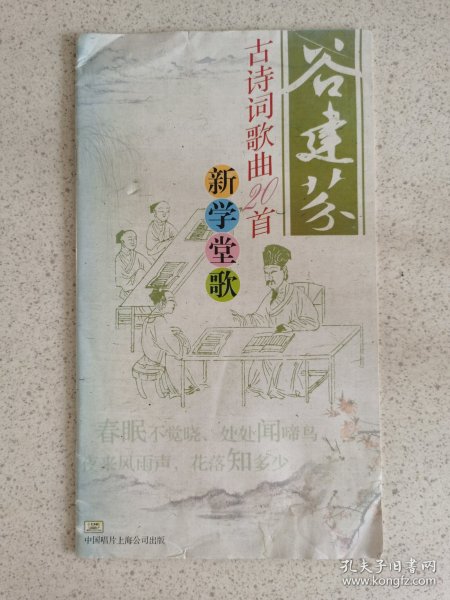 谷建芬
古诗词歌曲20首
新学堂歌
春眠不觉晓，处处闻啼鸟
夜来风雨声，花落知多少
中国唱片上海公司出版
孔夫子旧书网
www.kongfz.com